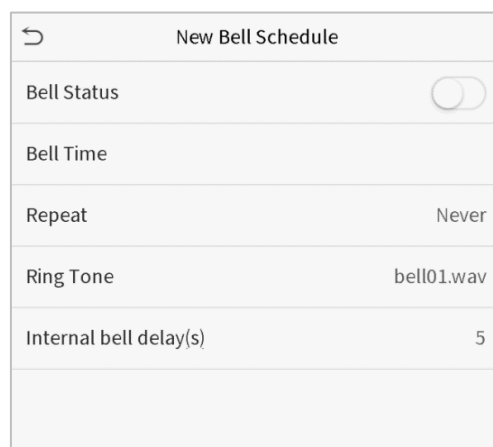 New Bell Schedule
Bell Status
Bell Time
Repeat Never
Ring Tone bell01.wav
Internal bell delay(s) 5